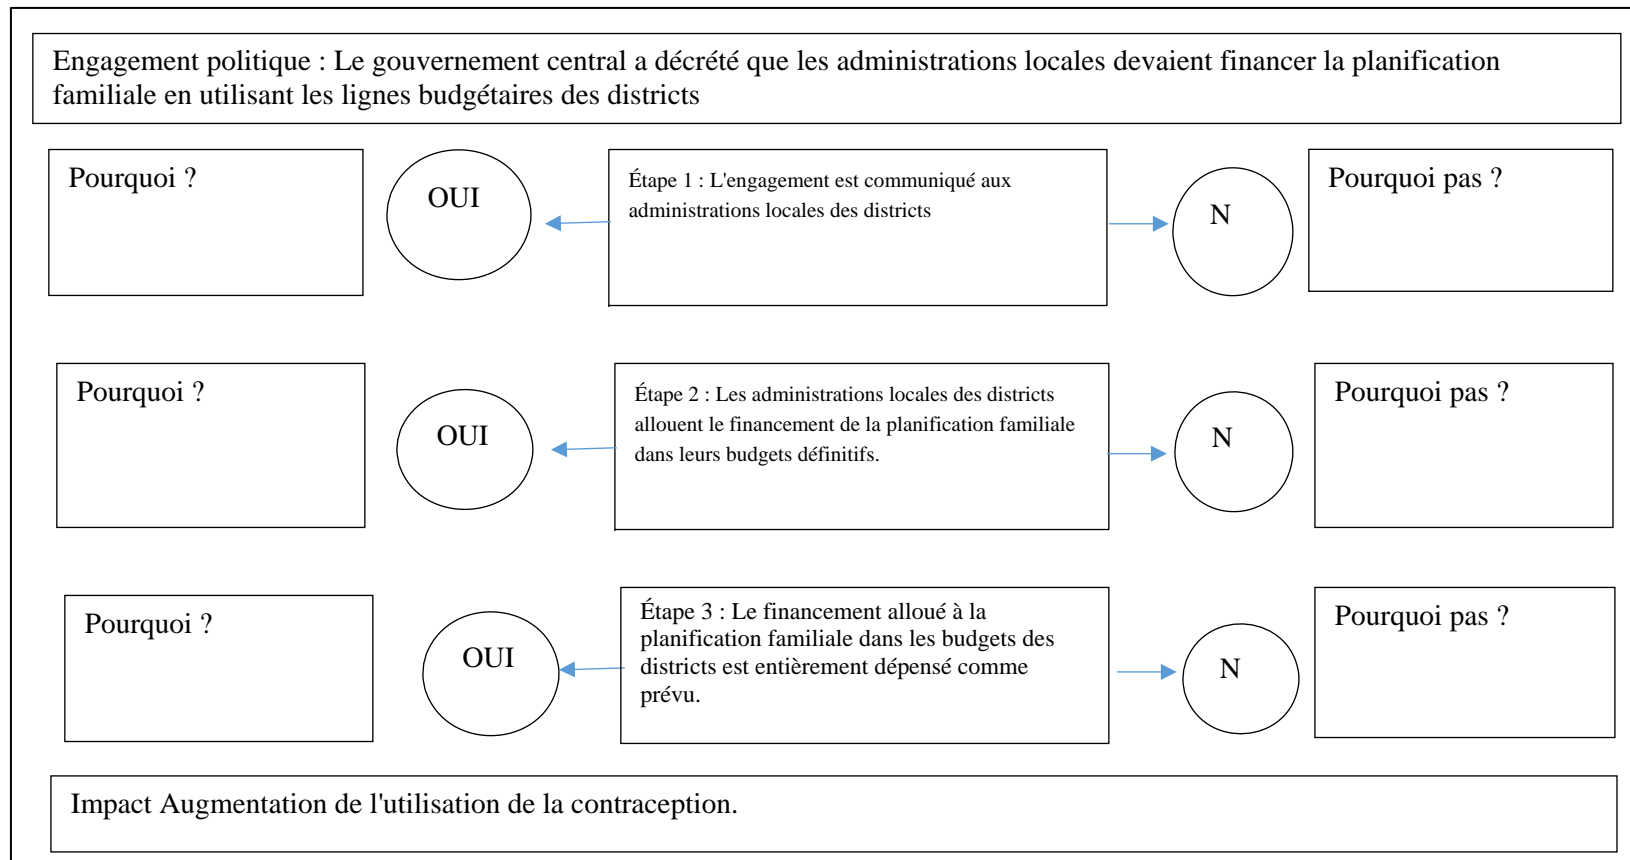 Engagement politique : Le gouvernement central a décrété que les administrations locales devaient financer la planification
familiale en utilisant les lignes budgétaires des districts
Pourquoi ?
OUI
Étape 1 : L'engagement est communiqué aux
administrations locales des districts
N
Pourquoi pas ?
Pourquoi ?
OUI
Étape 2 : Les administrations locales des districts
allouent le financement de la planification familiale
dans leurs budgets définitifs.
N
Pourquoi pas ?
Pourquoi ?
OUI
Étape 3 : Le financement alloué à la
planification familiale dans les budgets des
districts est entièrement dépensé comme
prévu.
N
Pourquoi pas ?
Impact Augmentation de l'utilisation de la contraception.